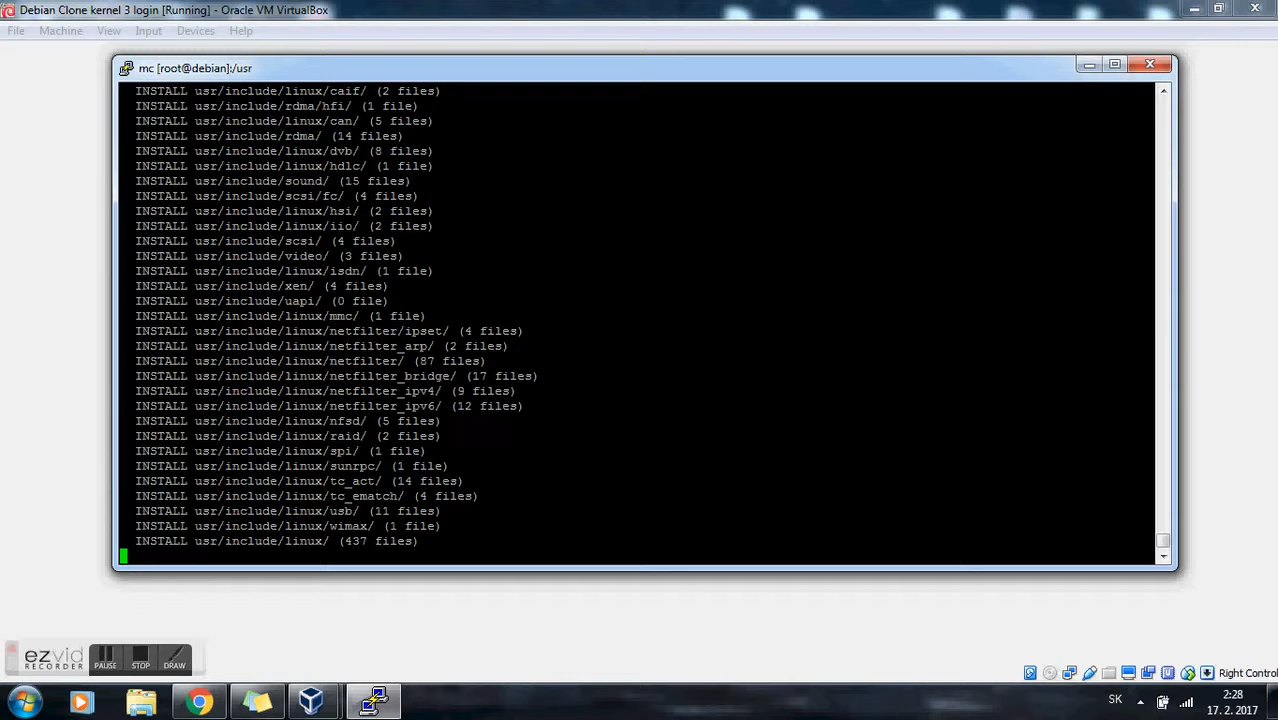 Debian Clone kernel 3 login [Running] - Oracle VM VirtualBox
File Machine View Input Devices Help
mc [root@debian]:/usr
INSTALL usr/include/linux/caif/ (2 files)
INSTALL usr/include/rdma/hfi/ (1 file)
INSTALL usr/include/linux/can/ (5 files)
INSTALL usr/include/rdma/ (14 files)
INSTALL usr/include/linux/dvb/ (8 files)
INSTALL usr/include/linux/hdlc/ (1 file)
INSTALL usr/include/sound/ (15 files)
INSTALL usr/include/scsi/fc/ (4 files)
INSTALL usr/include/linux/hsi/ (2 files)
INSTALL usr/include/linux/iio/ (2 files)
INSTALL usr/include/scsi/ (4 files)
INSTALL usr/include/video/ (3 files)
INSTALL usr/include/linux/isdn/ (1 file)
INSTALL usr/include/xen/ (4 files)
INSTALL usr/include/uapi/ (0 file)
INSTALL usr/include/linux/mmc/ (1 file)
INSTALL usr/include/linux/netfilter/ipset/ (4 files)
INSTALL usr/include/linux/netfilter_arp/ (2 files)
INSTALL usr/include/linux/netfilter/ (87 files)
INSTALL usr/include/linux/netfilter_bridge/ (17 files)
INSTALL usr/include/linux/netfilter_ipv4/ (9 files)
INSTALL usr/include/linux/netfilter_ipv6/ (12 files)
INSTALL usr/include/linux/nfsd/ (5 files)
INSTALL usr/include/linux/raid/ (2 files)
INSTALL usr/include/linux/spi/ (1 file)
INSTALL usr/include/linux/sunrpc/ (1 file)
INSTALL usr/include/linux/tc_act/ (14 files)
INSTALL usr/include/linux/tc_ematch/ (4 files)
INSTALL usr/include/linux/usb/ (11 files)
INSTALL usr/include/linux/wimax/ (1 file)
INSTALL usr/include/linux/ (437 files)
ezvid
RECORDER
PAUSE STOP DRAW
Right Control
SK
2:28
17. 2. 2017